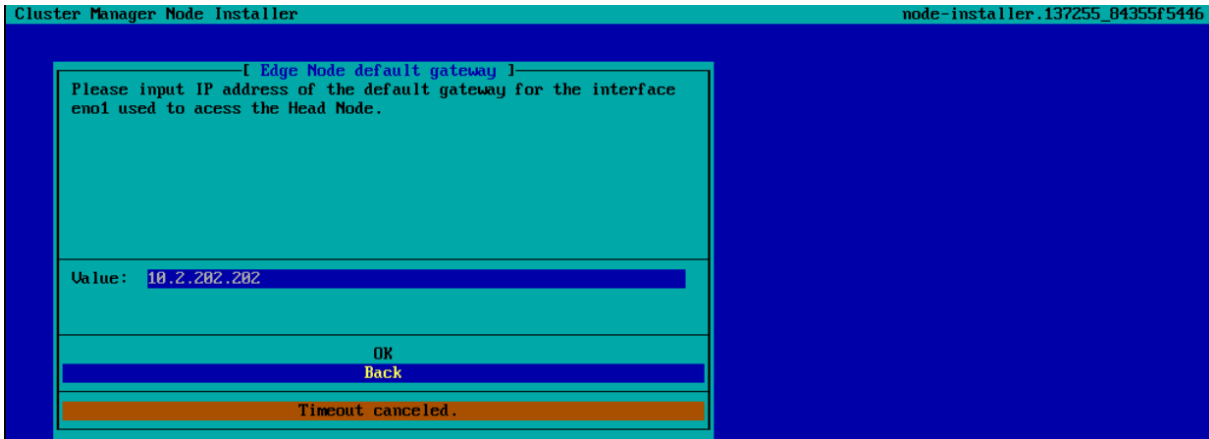 Cluster Manager Node Installer
node-installer.137255_84355f5446
[ Edge Node default gateway ]
Please input IP address of the default gateway for the interface
eno1 used to acess the Head Node.
Value: 10.2.202.202
OK
Back
Timeout canceled.